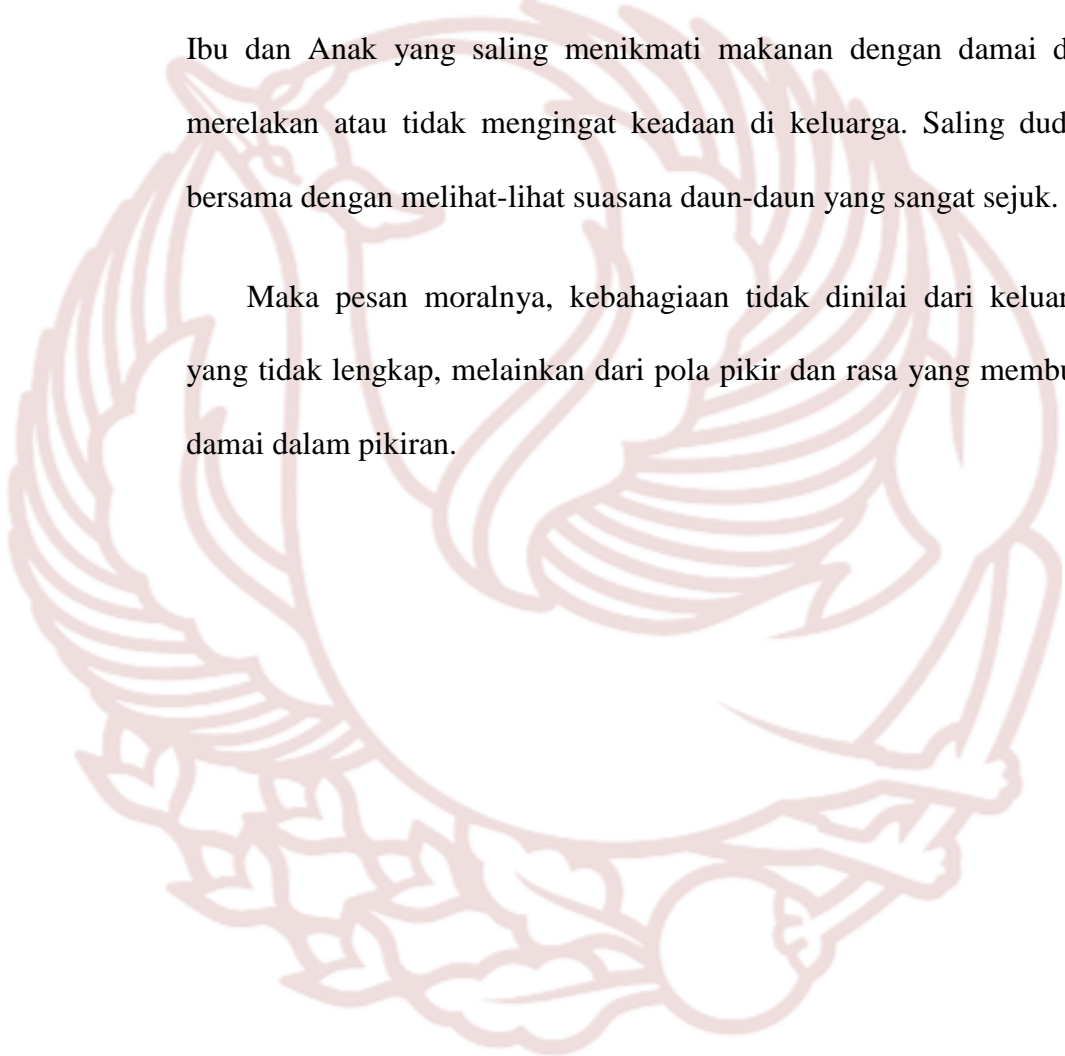 Ibu dan Anak yang saling menikmati makanan dengan damai d
merelakan atau tidak mengingat keadaan di keluarga. Saling dud
bersama dengan melihat-lihat suasana daun-daun yang sangat sejuk.
Maka pesan moralnya, kebahagiaan tidak dinilai dari keluar
yang tidak lengkap, melainkan dari pola pikir dan rasa yang membu
damai dalam pikiran.